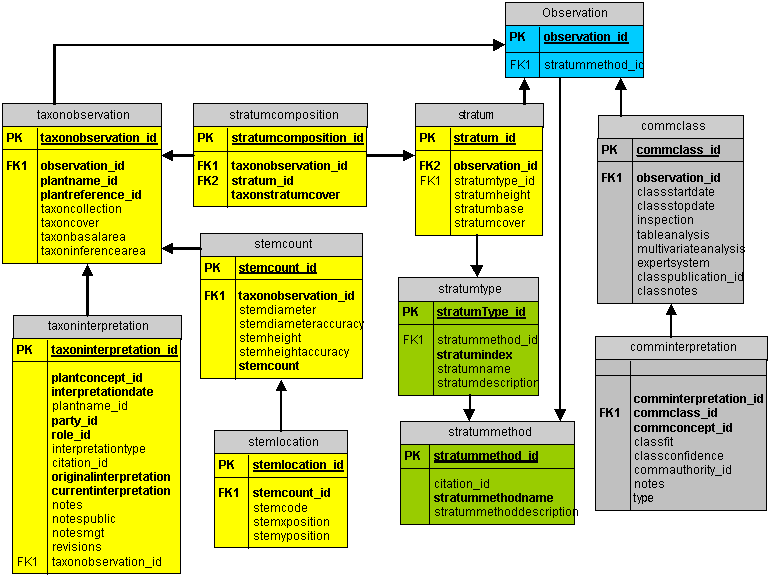 Observation
PK observation_id
FK1 stratummethod_id
taxonobservation
PK taxonobservation_id
FK1 observation_id
plantname_id
plantreference_id
taxoncollection
taxoncover
taxonbasalarea
taxoninferencearea
stratumcomposition
PK stratumcomposition_id
FK1 taxonobservation_id
FK2 stratum_id
taxonstratumcover
stratum
PK stratum_id
FK2 observation_id
FK1 stratumtype_id
stratumheight
stratumbase
stratumcover
commclass
PK commclass_id
FK1 observation_id
classstartdate
classstopdate
inspection
tableanalysis
multivariateanalysis
expertsystem
classpublication_id
classnotes
stemcount
PK stemcount_id
FK1 taxonobservation_id
stemdiameter
stemdiameteraccuracy
stemheight
stemheightaccuracy
stemcount
stratumtype
PK stratumType_id
FK1 stratummethod_id
stratumindex
stratumname
stratumdescription
taxoninterpretation
PK taxoninterpretation_id
plantconcept_id
interpretationdate
plantname_id
party_id
role_id
interpretationtype
citation_id
originalinterpretation
currentinterpretation
notes
notespublic
notesmgt
revisions
FK1 taxonobservation_id
comminterpretation
comminterpretation_id
FK1 commclass_id
commconcept_id
classfit
classconfidence
commauthority_id
notes
type
stemlocation
PK stemlocation_id
FK1 stemcount_id
stemcode
stemxposition
stemyposition
stratummethod
PK stratummethod_id
citation_id
stratummethodname
stratummethoddescription